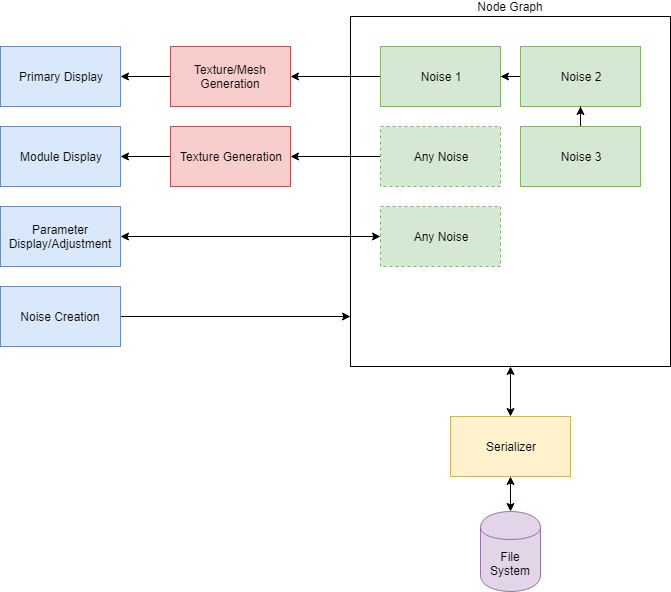 Node Graph
Primary Display
Texture/Mesh
Generation
Noise 1
Noise 2
Module Display
Texture Generation
Any Noise
Noise 3
Parameter
Display/Adjustment
Any Noise
Noise Creation
Serializer
File
System